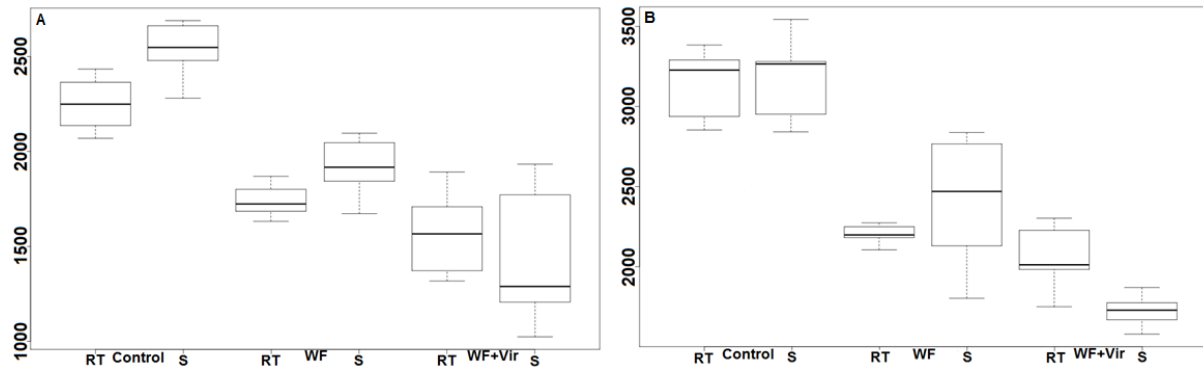 A
2500
2000
1500
1000
RT Control S RT WF S RT WF+Vir S
B
3500
3000
2500
2000
RT Control S RT WF S RT WF+Vir S